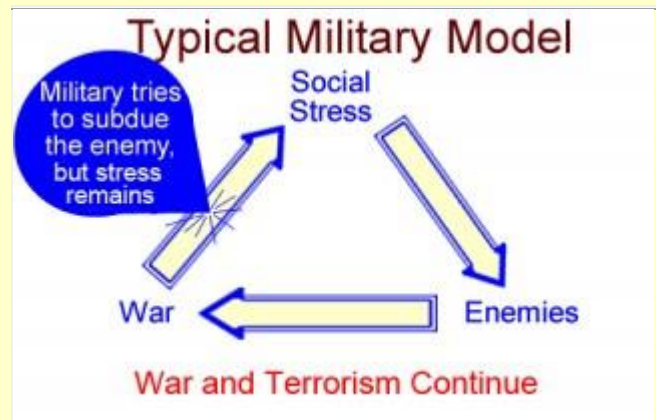 Typical Military Model
Military tries
to subdue
the enemy,
but stress
remains
Social
Stress
War
Enemies
War and Terrorism Continue